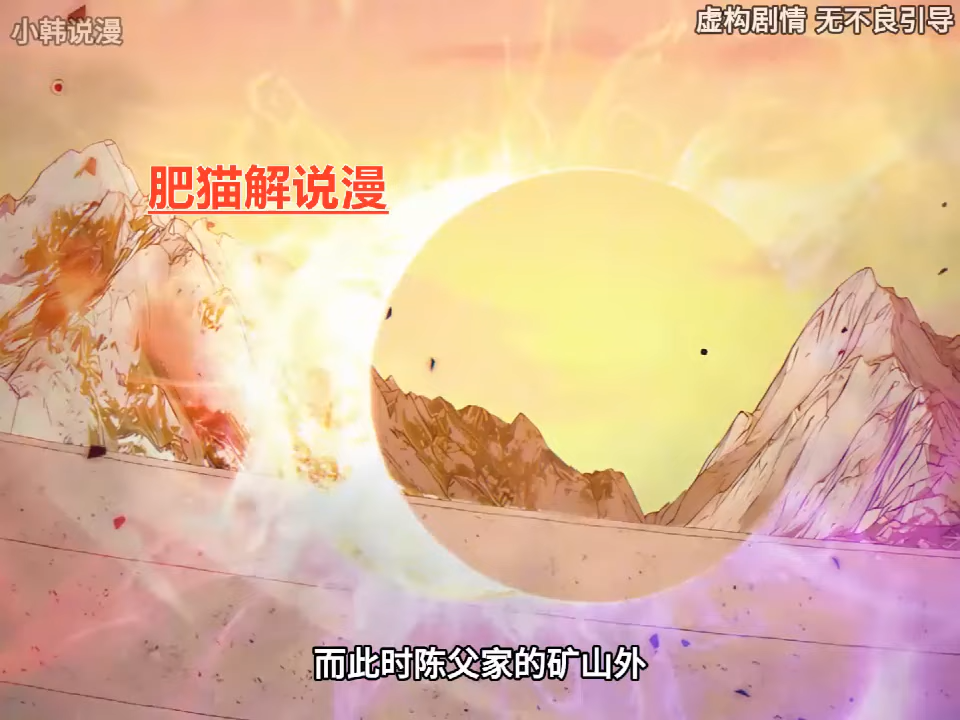 小韩说漫
虚构剧情 无不良引导
肥猫解说漫
而此时陈父家的矿山外